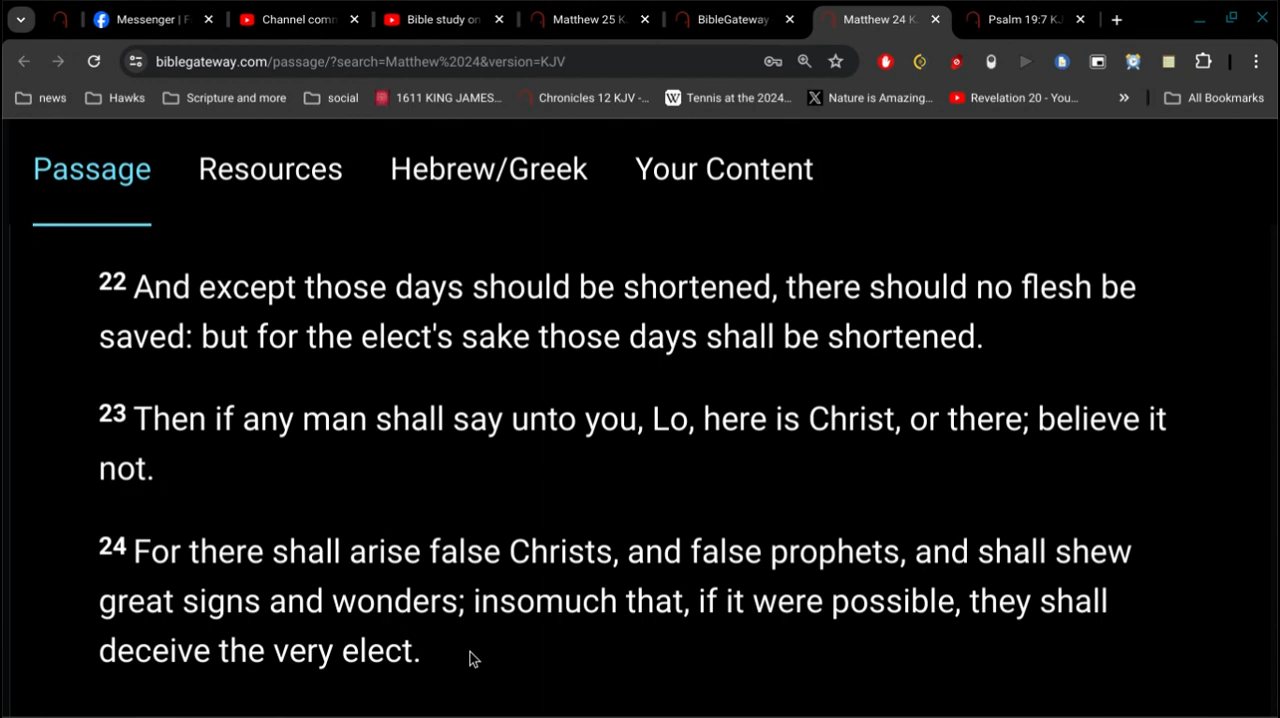 Messenger | F
Channel comm
Bible study on
Matthew 25 K
BibleGateway
Matthew 24 K
Psalm 19:7 KJ
biblegateway.com/passage/?search=Matthew%2024&version=KJV
news
Hawks
Scripture and more
social
1611 KING JAMES...
Chronicles 12 KJV -...
Tennis at the 2024...
Nature is Amazing...
Revelation 20 - You...
»
All Bookmarks
Passage
Resources
Hebrew/Greek
Your Content
22 And except those days should be shortened, there should no flesh be
saved: but for the elect's sake those days shall be shortened.
23 Then if any man shall say unto you, Lo, here is Christ, or there; believe it
not.
24 For there shall arise false Christs, and false prophets, and shall shew
great signs and wonders; insomuch that, if it were possible, they shall
deceive the very elect.